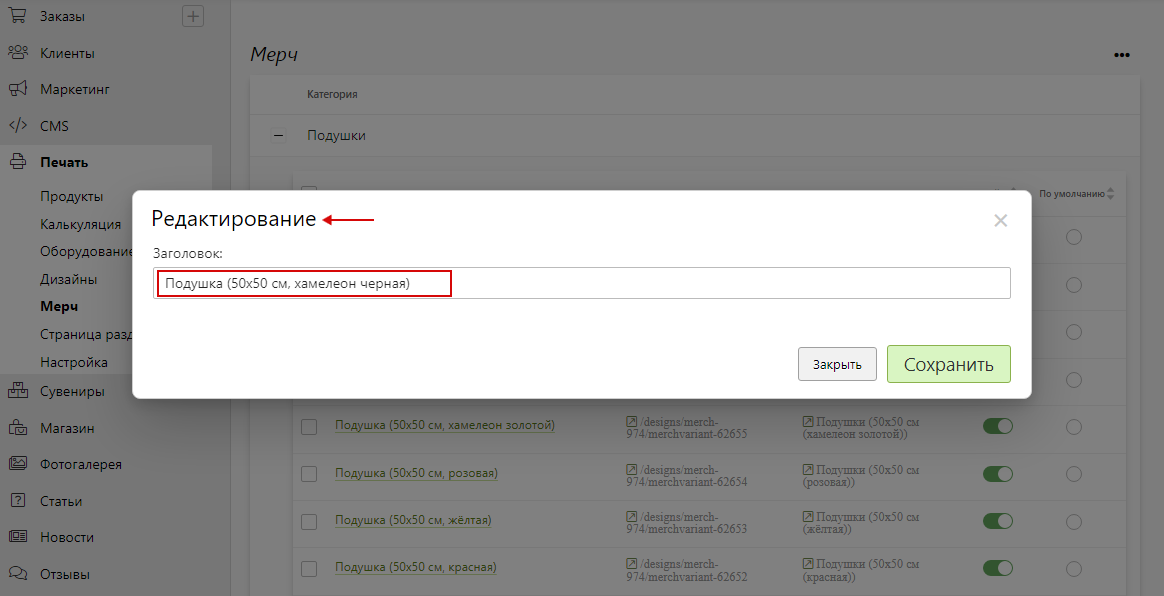 Заказы
Клиенты
Маркетинг
CMS
Печать
Продукты
Калькуляция
Оборудование
Дизайны
Мерч
Страница разд
Настройка
Сувениры
Магазин
Фотогалерея
Статьи
Новости
Отзывы
Мерч
Категория
Подушки
По умолчанию
Редактирование
Заголовок:
Подушка (50х50 см, хамелеон черная)
Закрыть
Сохранить
Подушка (50х50 см, хамелеон золотой)
/designs/merch-
974/merchvariant-62655
Подушки (50х50 см
(хамелеон золотой))
Подушка (50х50 см, розовая)
/designs/merch-
974/merchvariant-62654
Подушки (50х50 см
(розовая))
Подушка (50х50 см, жёлтая)
/designs/merch-
974/merchvariant-62653
Подушки (50х50 см
(жёлтая))
Подушка (50х50 см, красная)
/designs/merch-
974/merchvariant-62652
Подушки (50х50 см
(красная))